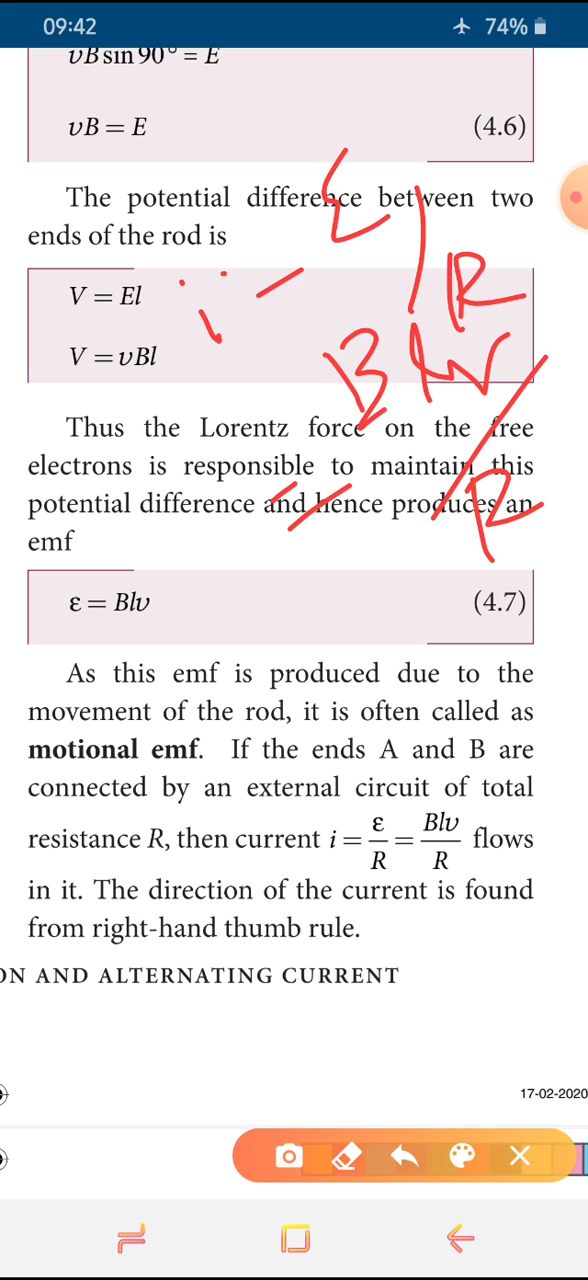 09:42 74%
υB sin 90° = E
υB = E (4.6)
The potential difference between two
ends of the rod is
V = El
V = υBl
Thus the Lorentz force on the free
electrons is responsible to maintain this
potential difference and hence produces an
emf
ε = Blυ (4.7)
As this emf is produced due to the
movement of the rod, it is often called as
motional emf. If the ends A and B are
connected by an external circuit of total
resistance R, then current i = ε/R = Blυ/R flows
in it. The direction of the current is found
from right-hand thumb rule.
ON AND ALTERNATING CURRENT
17-02-2020